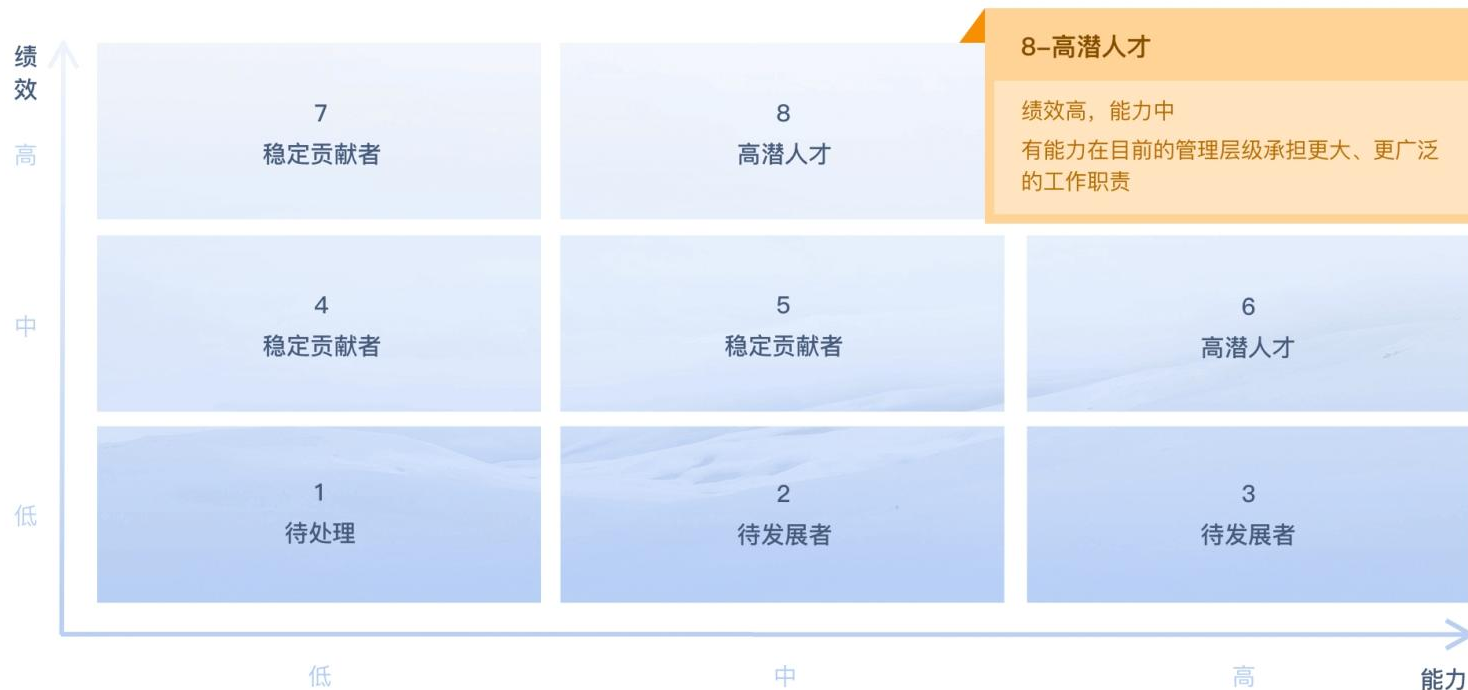 绩
效
高
中
低
7
稳定贡献者
8
高潜人才
8–高潜人才
绩效高，能力中
有能力在目前的管理层级承担更大、更广泛
的工作职责
4
稳定贡献者
5
稳定贡献者
6
高潜人才
1
待处理
2
待发展者
3
待发展者
低
中
高
能力